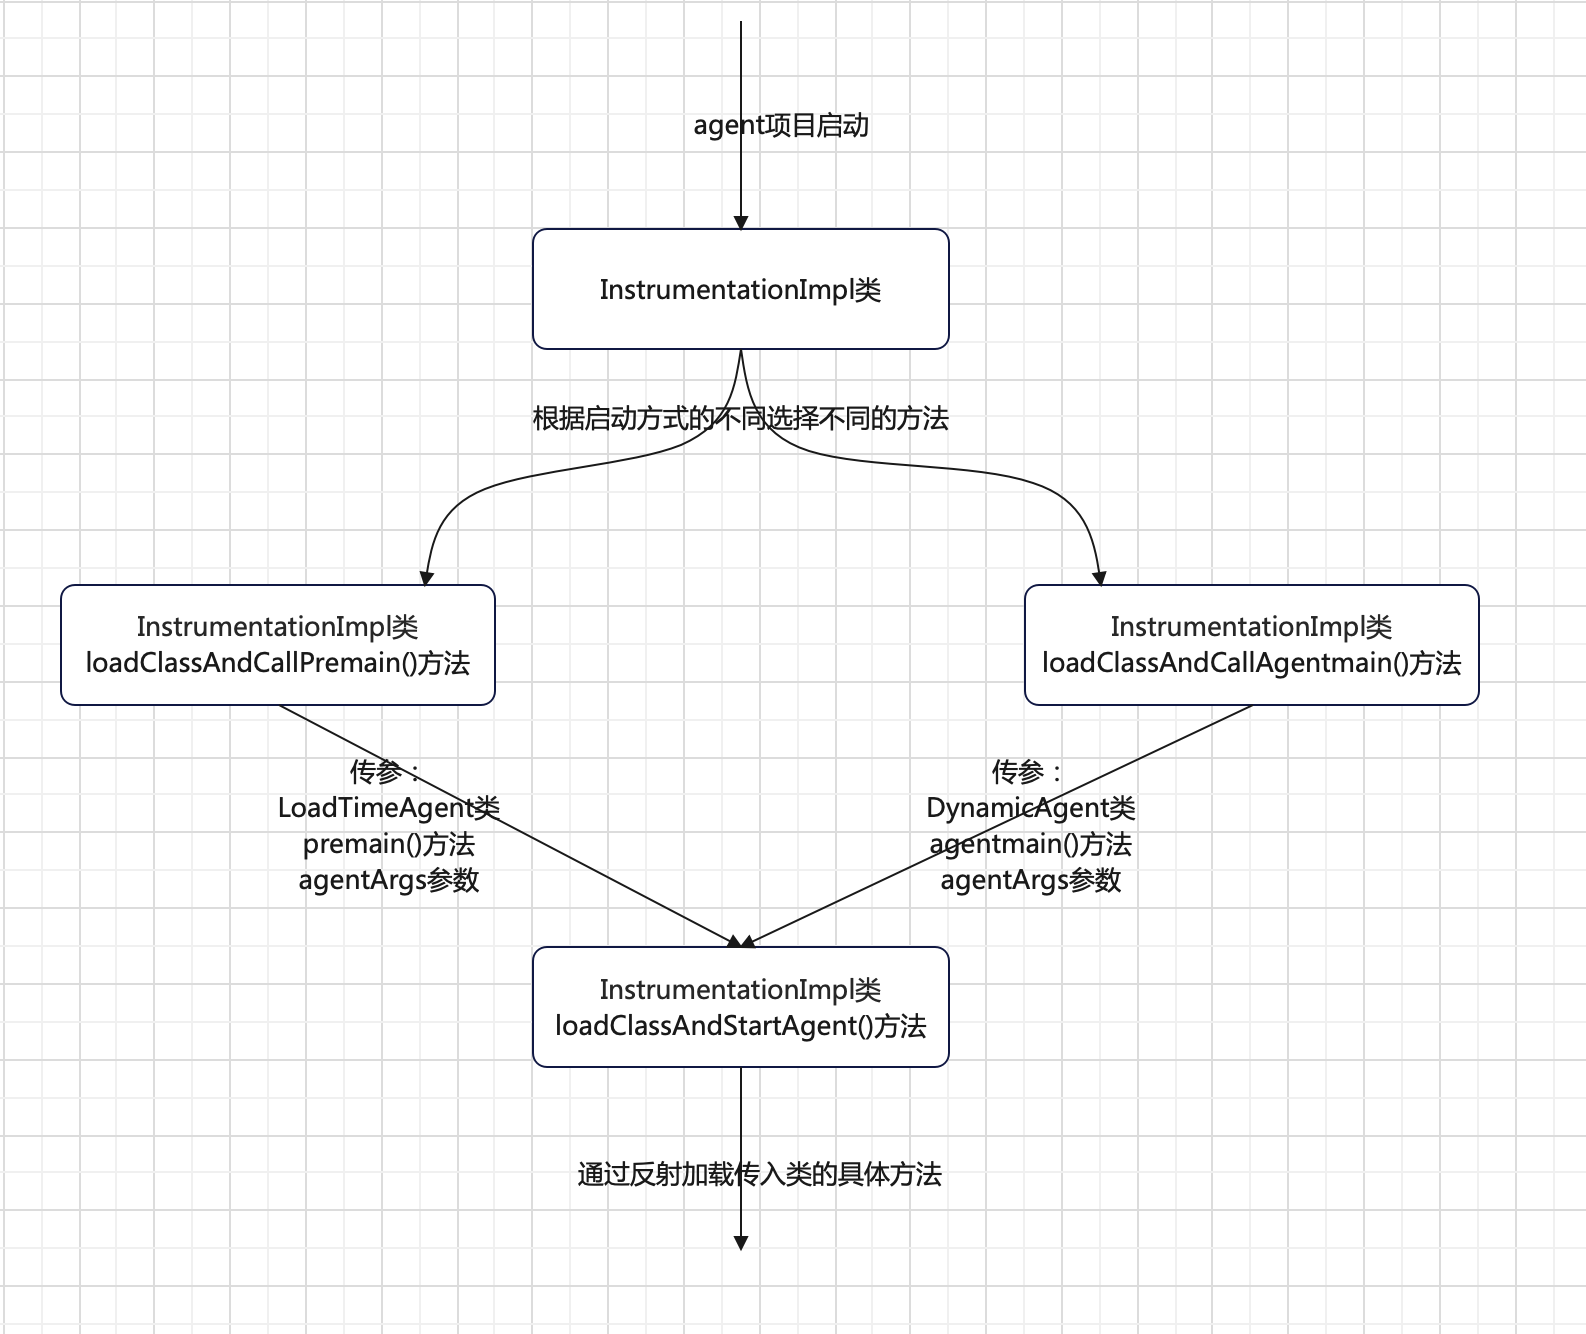 agent项目启动
InstrumentationImpl类
根据启动方式的不同选择不同的方法
InstrumentationImpl类
loadClassAndCallPremain()方法
InstrumentationImpl类
loadClassAndCallAgentmain()方法
传参：
LoadTimeAgent类
premain()方法
agentArgs参数
传参：
DynamicAgent类
agentmain()方法
agentArgs参数
InstrumentationImpl类
loadClassAndStartAgent()方法
通过反射加载传入类的具体方法